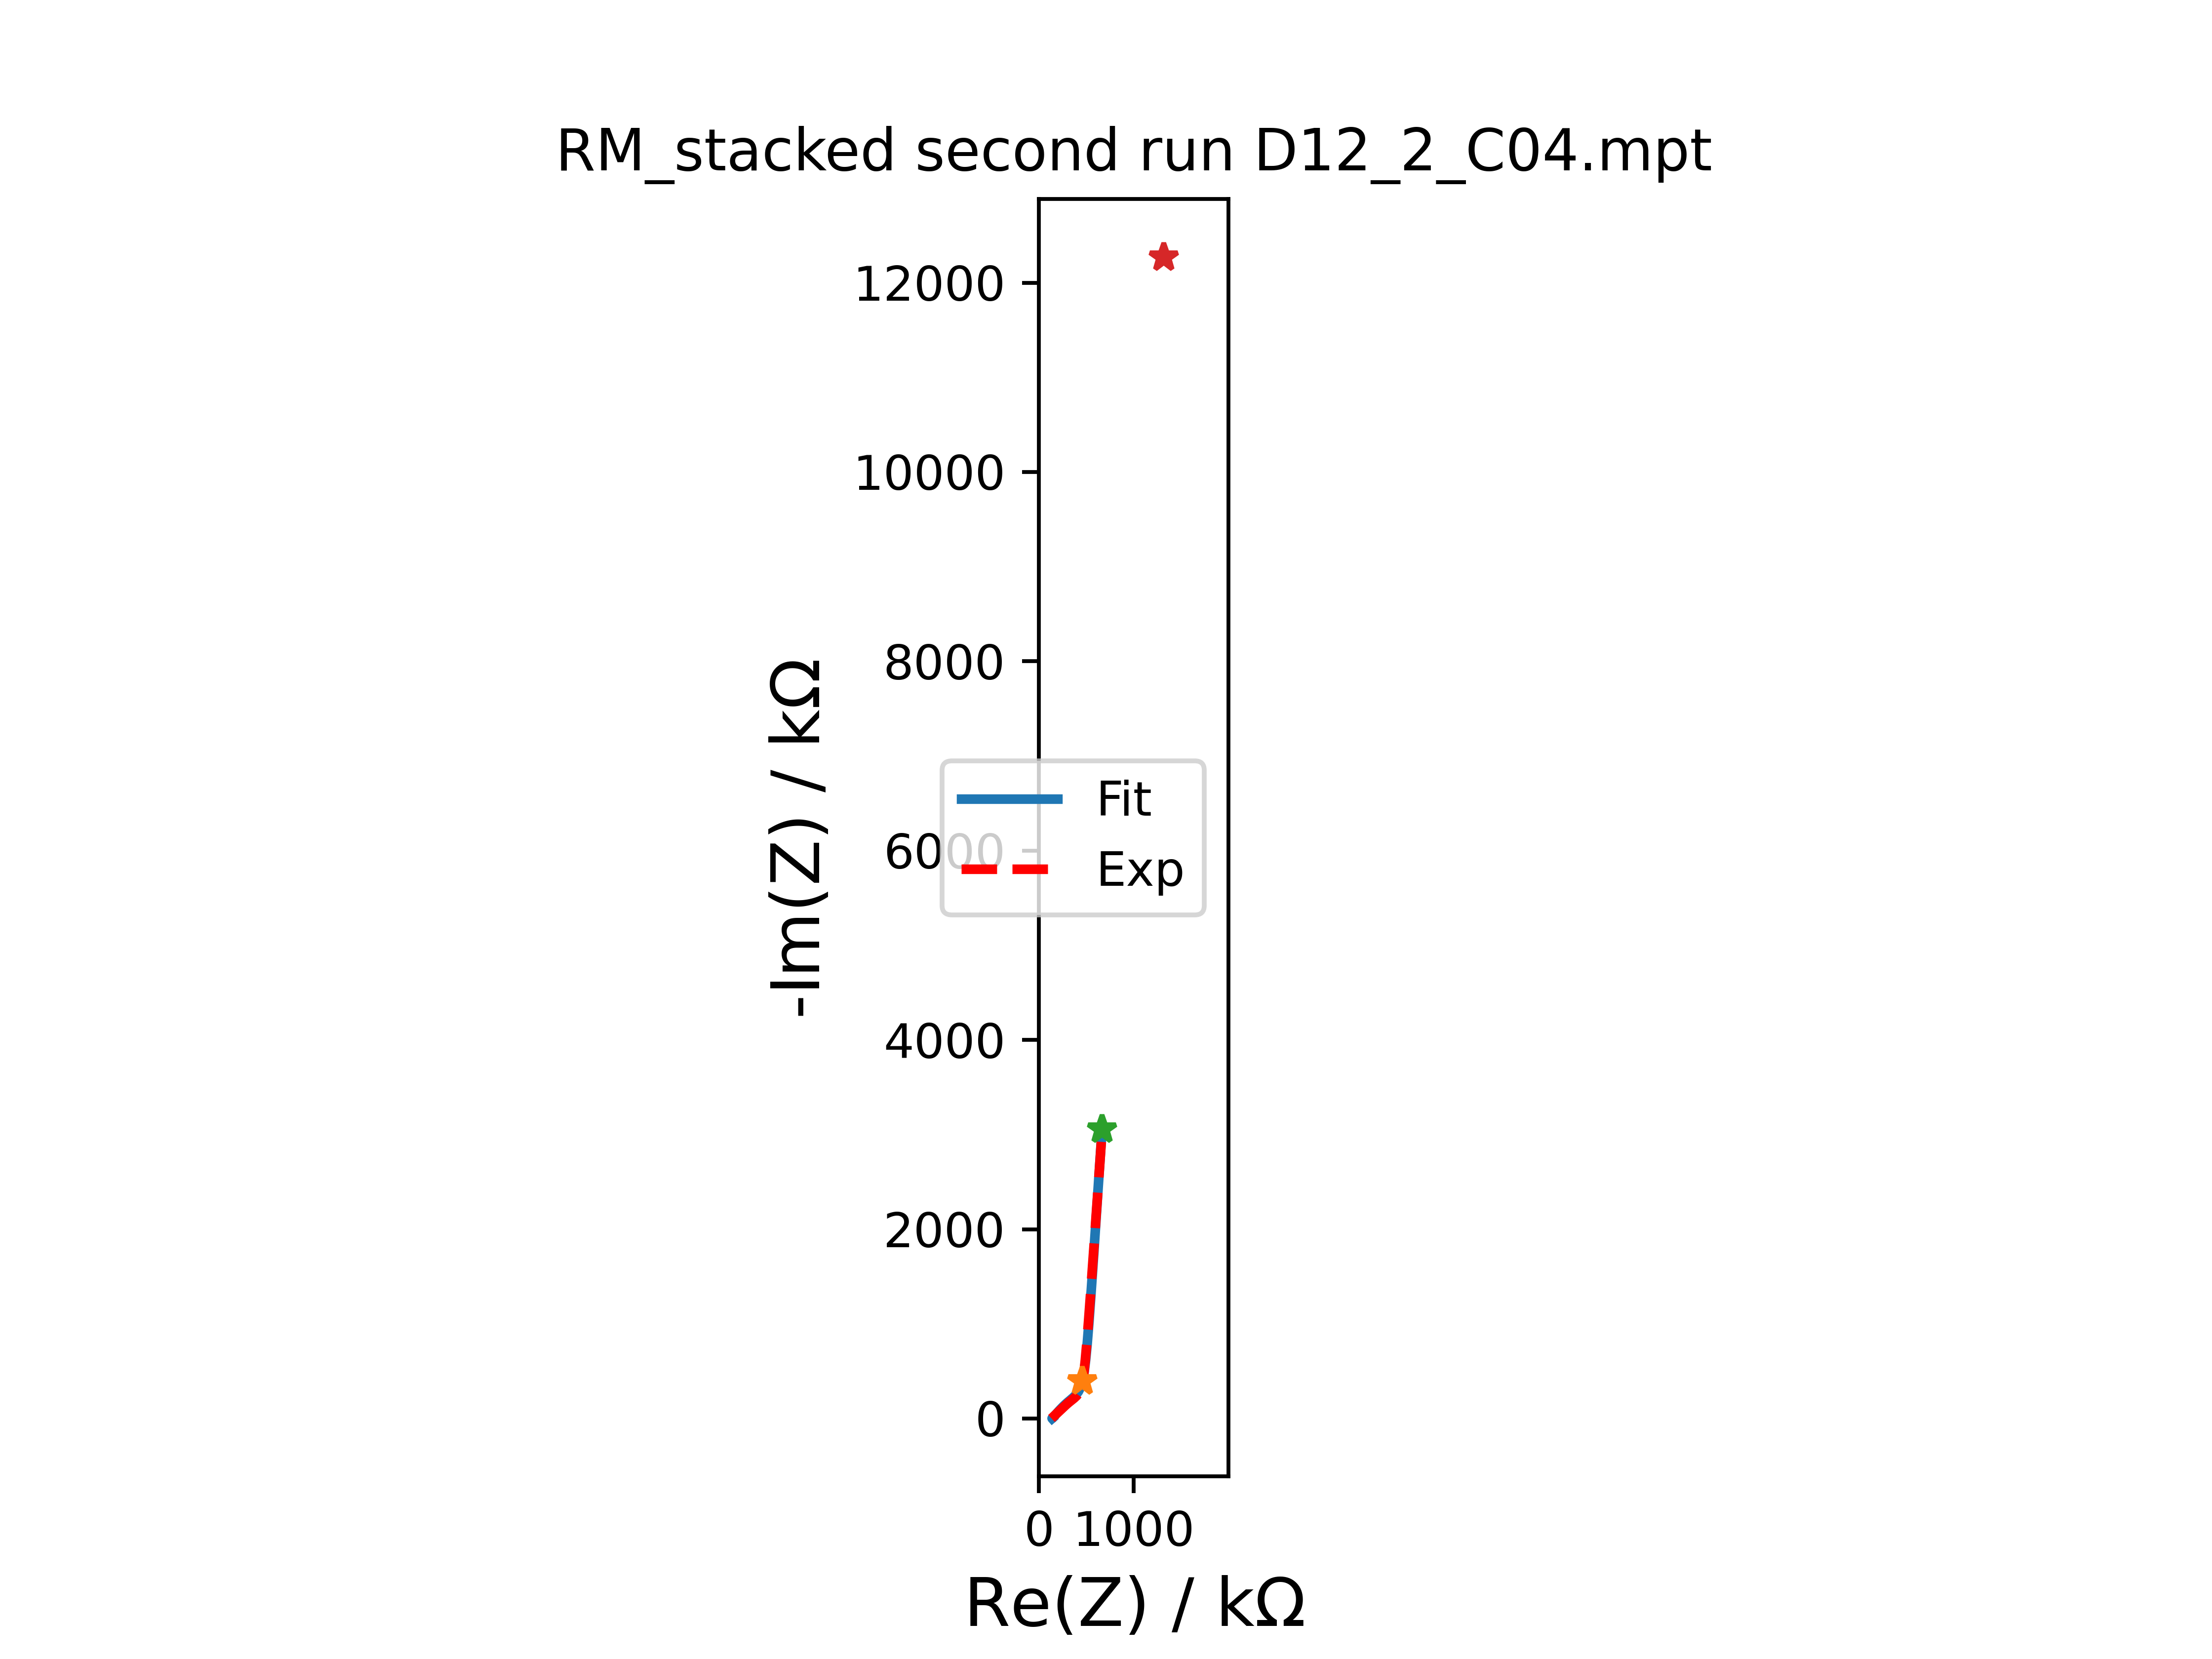 RM_stacked second run D12_2_C04.mpt
12000
10000
8000
6000
4000
2000
0
-Im(Z) / kΩ
Fit
Exp
0 1000
Re(Z) / kΩ